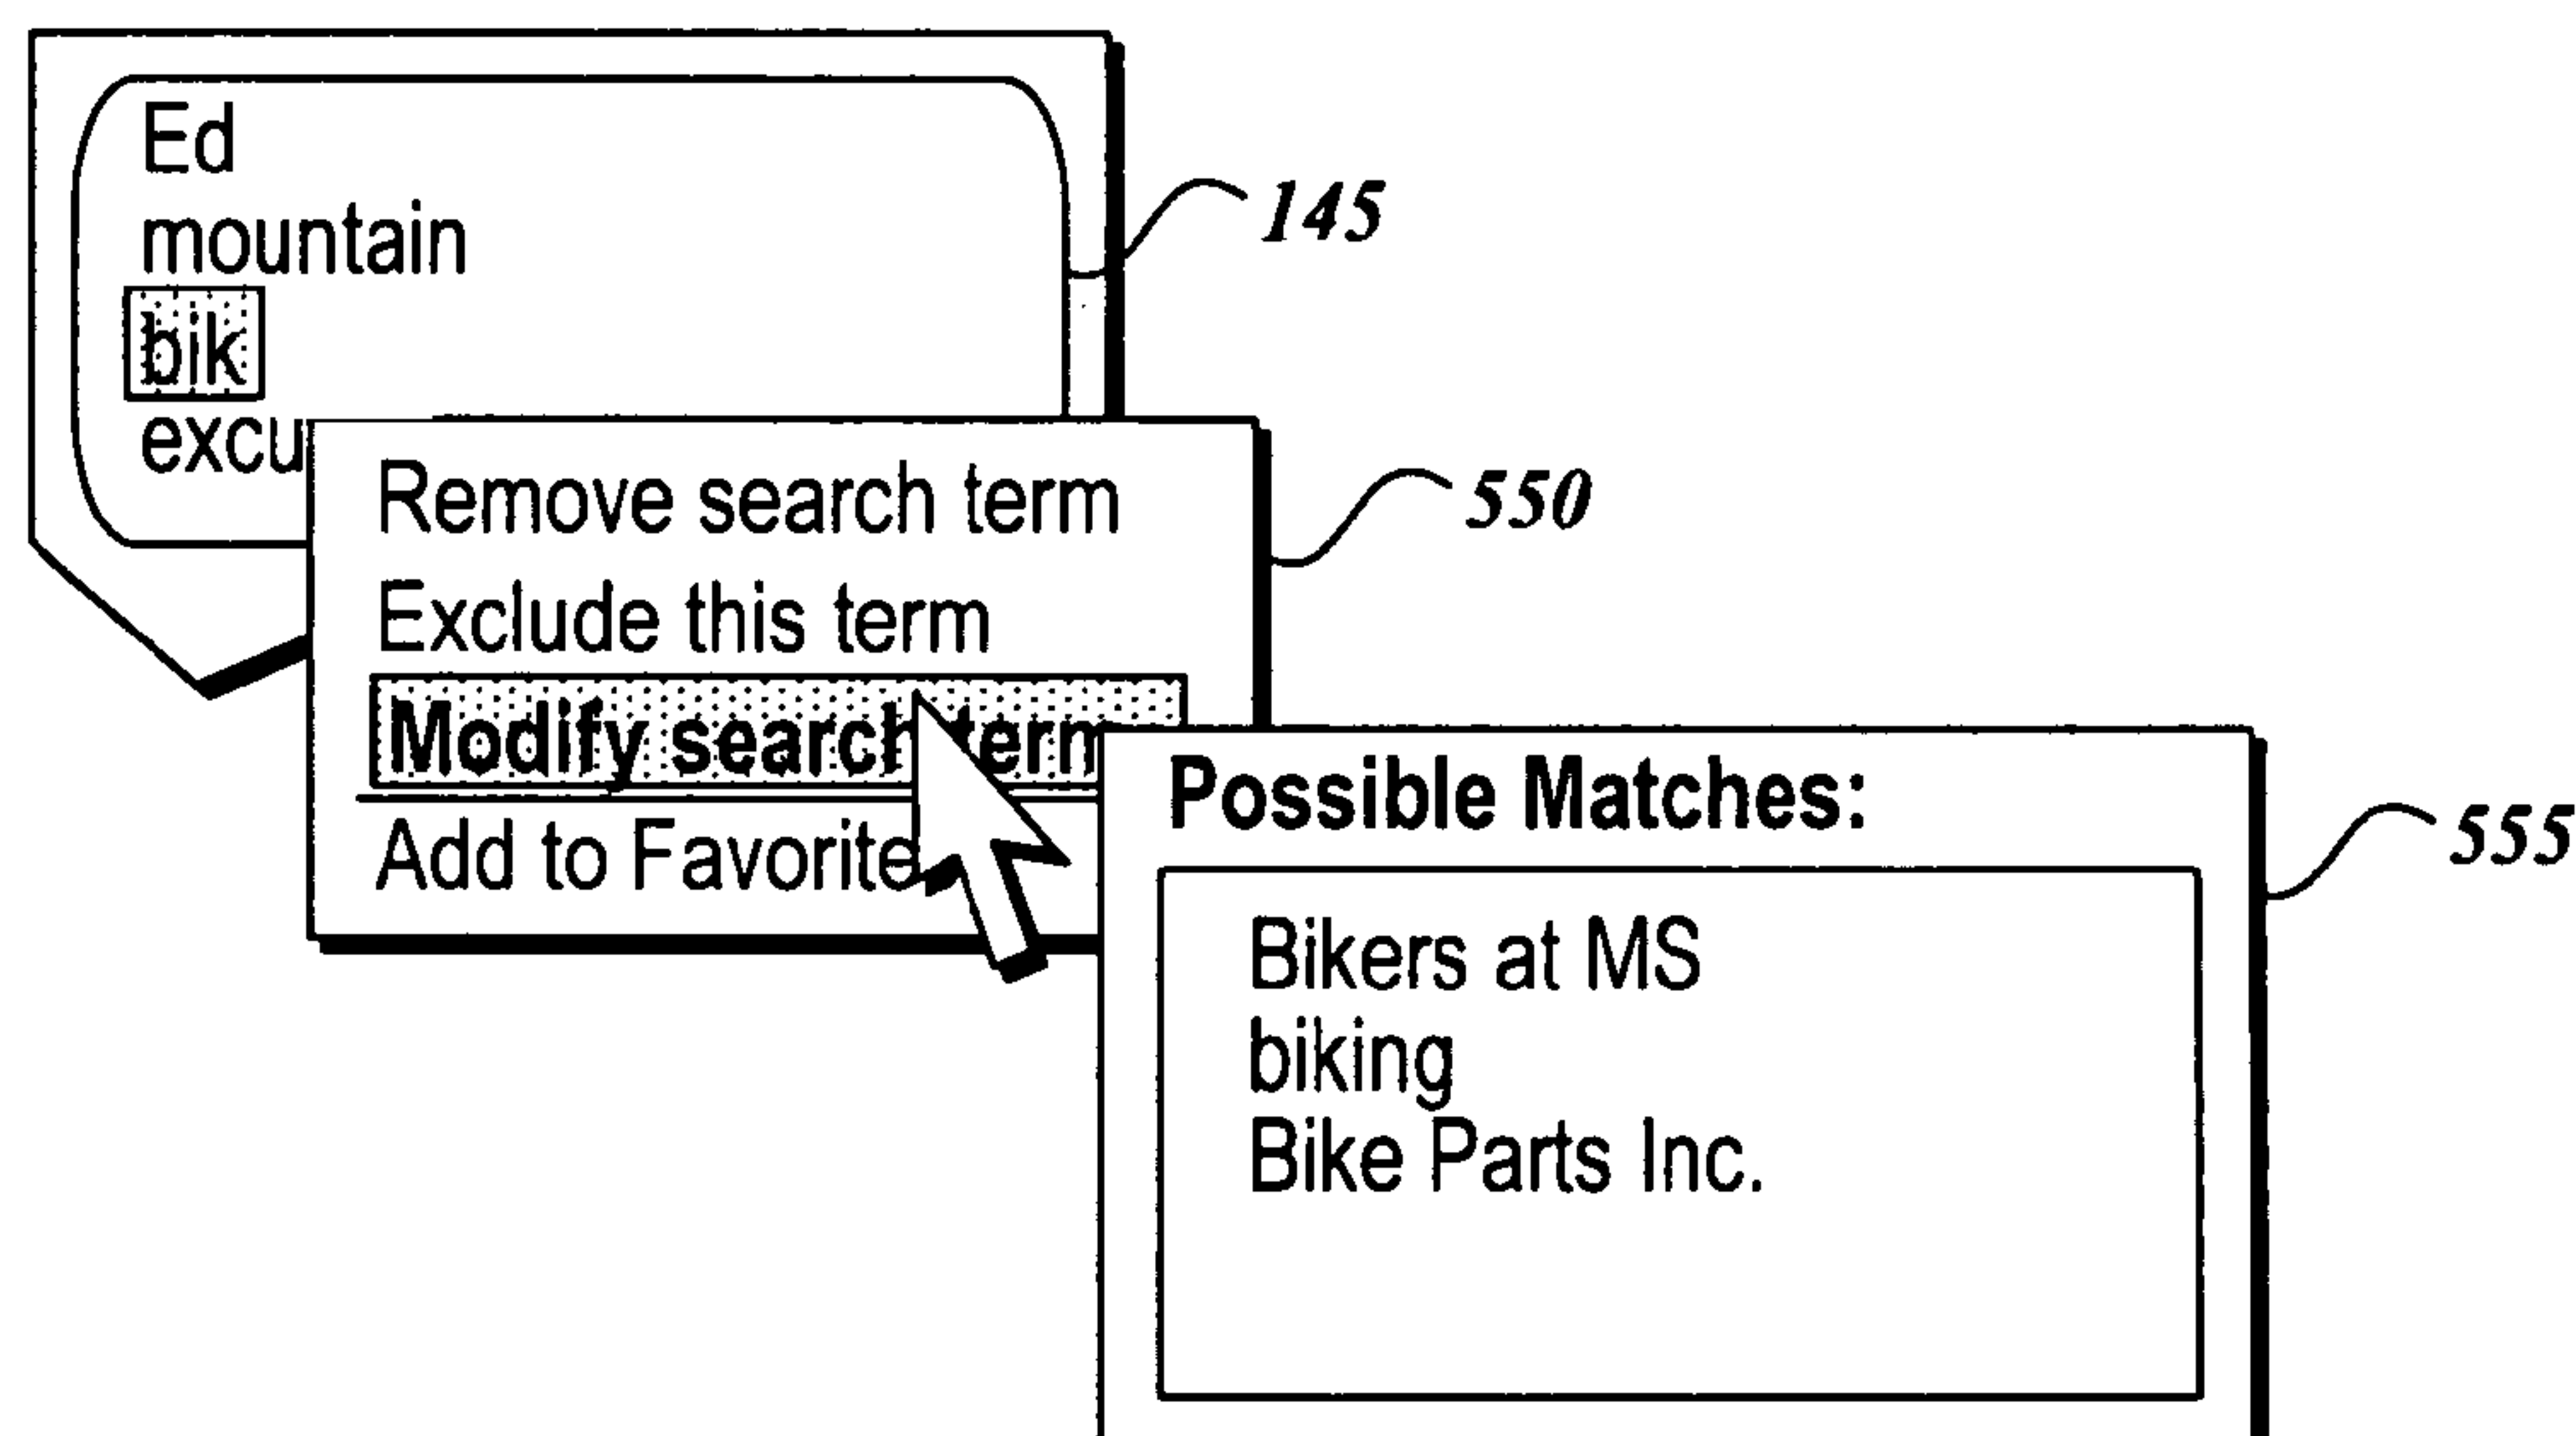 Ed
mountain
bik
excu
145
Remove search term
Exclude this term
Modify search term
Add to Favorite
550
Possible Matches:
Bikers at MS
biking
Bike Parts Inc.
555